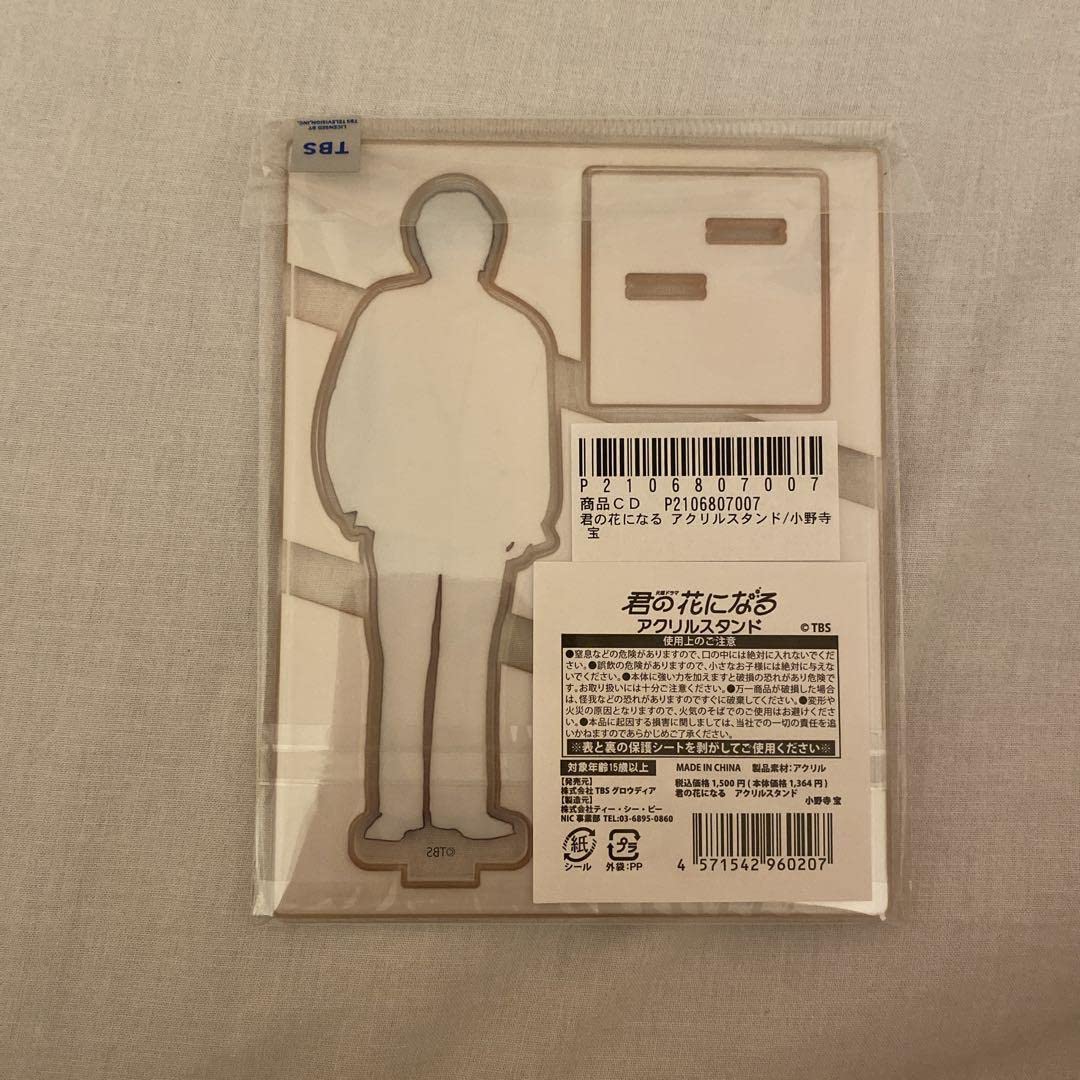 LICENSED BY
TBS TELEVISION,INC.
TBS
P2106807007
商品CD P2106807007
君の花になる アクリルスタンド/小野寺
宝
火曜ドラマ
君の花になる
アクリルスタンド
©TBS
使用上のご注意
●窒息などの危険がありますので、口の中には絶対に入れないでくだ
さい。●誤飲の危険がありますので、小さなお子様には絶対に与えな
いでください。●本体に強い力を加えますと破損の恐れがあり危険で
す。お取り扱いには十分ご注意ください。●万一商品が破損した場合
は、怪我などの恐れがありますのですぐに破棄してください。●変形や
火災の原因となりますので、火気のそばでのご使用はお避けくださ
い。●本品に起因する損害に関しましては、当社での一切の責任を追
いかねますのであらかじめご了承ください。
※表と裏の保護シートを剥がしてご使用ください※
対象年齢15歳以上 MADE IN CHINA 製品素材:アクリル
【発売元】
株式会社 TBS グロウディア
【製造元】
株式会社ティー・シー・ピー
NIC 事業部 TEL:03-6895-0860
税込価格 1,500 円 ( 本体価格 1,364 円 )
君の花になる アクリルスタンド
小野寺 宝
紙
シール
プラ
外袋:PP
4 571542 960207
©TBS